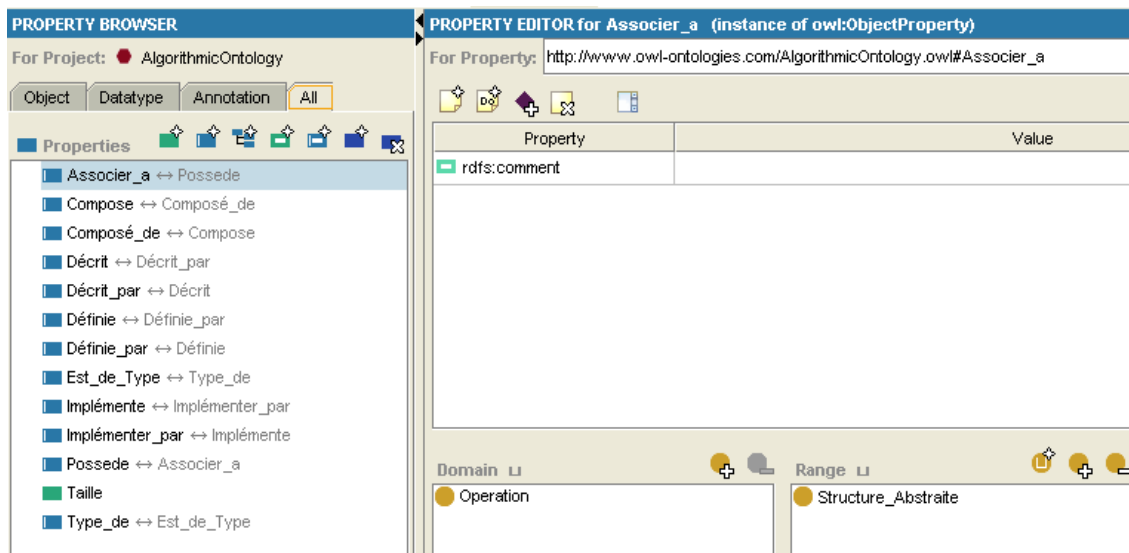 PROPERTY BROWSER
For Project: AlgorithmicOntology
Object Datatype Annotation All
Properties
Associer_a ↔ Possede
Compose ↔ Composé_de
Composé_de ↔ Compose
Décrit ↔ Décrit_par
Décrit_par ↔ Décrit
Définie ↔ Définie_par
Définie_par ↔ Définie
Est_de_Type ↔ Type_de
Implémente ↔ Implémenter_par
Implémenter_par ↔ Implémente
Possede ↔ Associer_a
Taille
Type_de ↔ Est_de_Type
PROPERTY EDITOR for Associer_a (instance of owl:ObjectProperty)
For Property: http://www.owl-ontologies.com/AlgorithmicOntology.owl#Associer_a
Property Value
rdfs:comment
Domain ⊔
Operation
Range ⊔
Structure_Abstraite